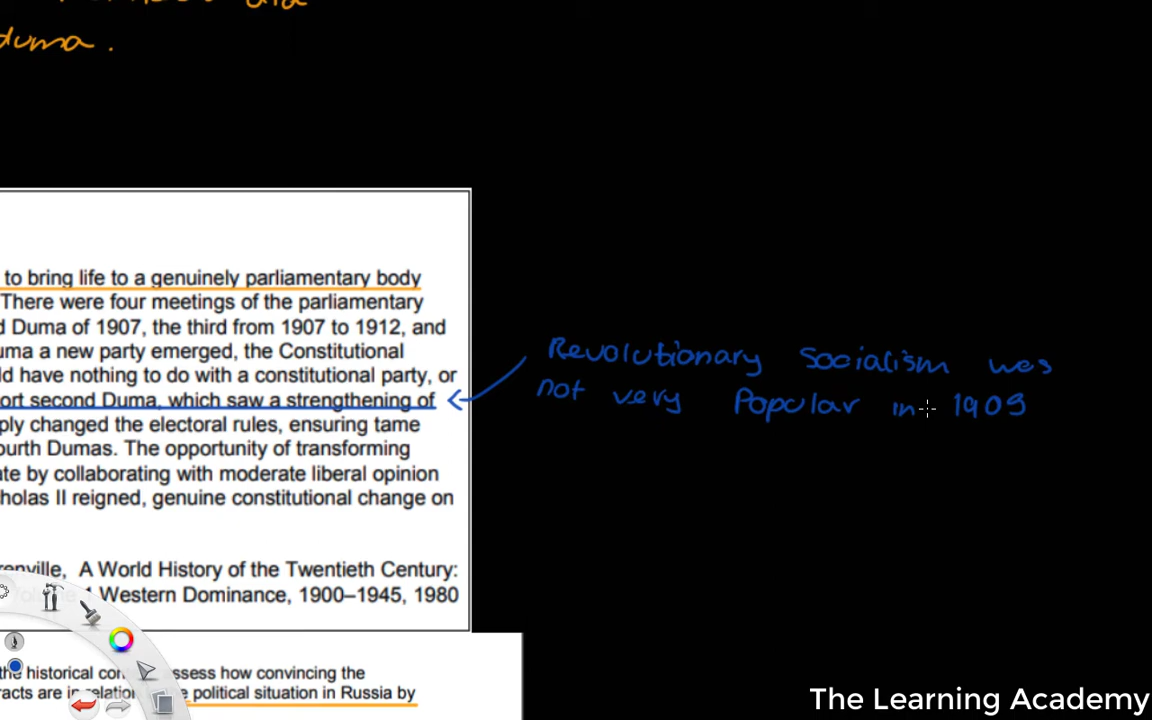 duma.
to bring life to a genuinely parliamentary body
There were four meetings of the parliamentary
d Duma of 1907, the third from 1907 to 1912, and
uma a new party emerged, the Constitutional
ld have nothing to do with a constitutional party, or
ort second Duma, which saw a strengthening of
ply changed the electoral rules, ensuring tame
ourth Dumas. The opportunity of transforming
ate by collaborating with moderate liberal opinion
holas II reigned, genuine constitutional change on
Revolutionary Socialism was
not very Popular in 1909
renville, A World History of the Twentieth Century:
Western Dominance, 1900–1945, 1980
historical ssess how convincing the
racts are in political situation in Russia by
The Learning Academy